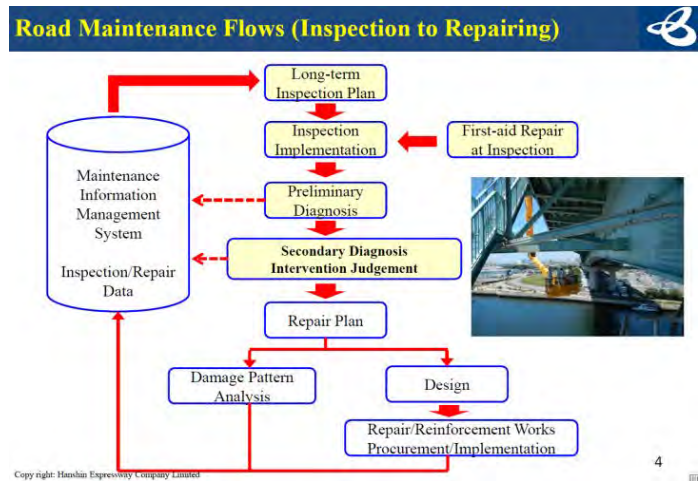 Road Maintenance Flows (Inspection to Repairing)
Long-term
Inspection Plan
Inspection
Implementation
First-aid Repair
at Inspection
Maintenance
Information
Management
System
Inspection/Repair
Data
Preliminary
Diagnosis
Secondary Diagnosis
Intervention Judgement
Repair Plan
Damage Pattern
Analysis
Design
Repair/Reinforcement Works
Procurement/Implementation
Copy right: Hanshin Expressway Company Limited
4